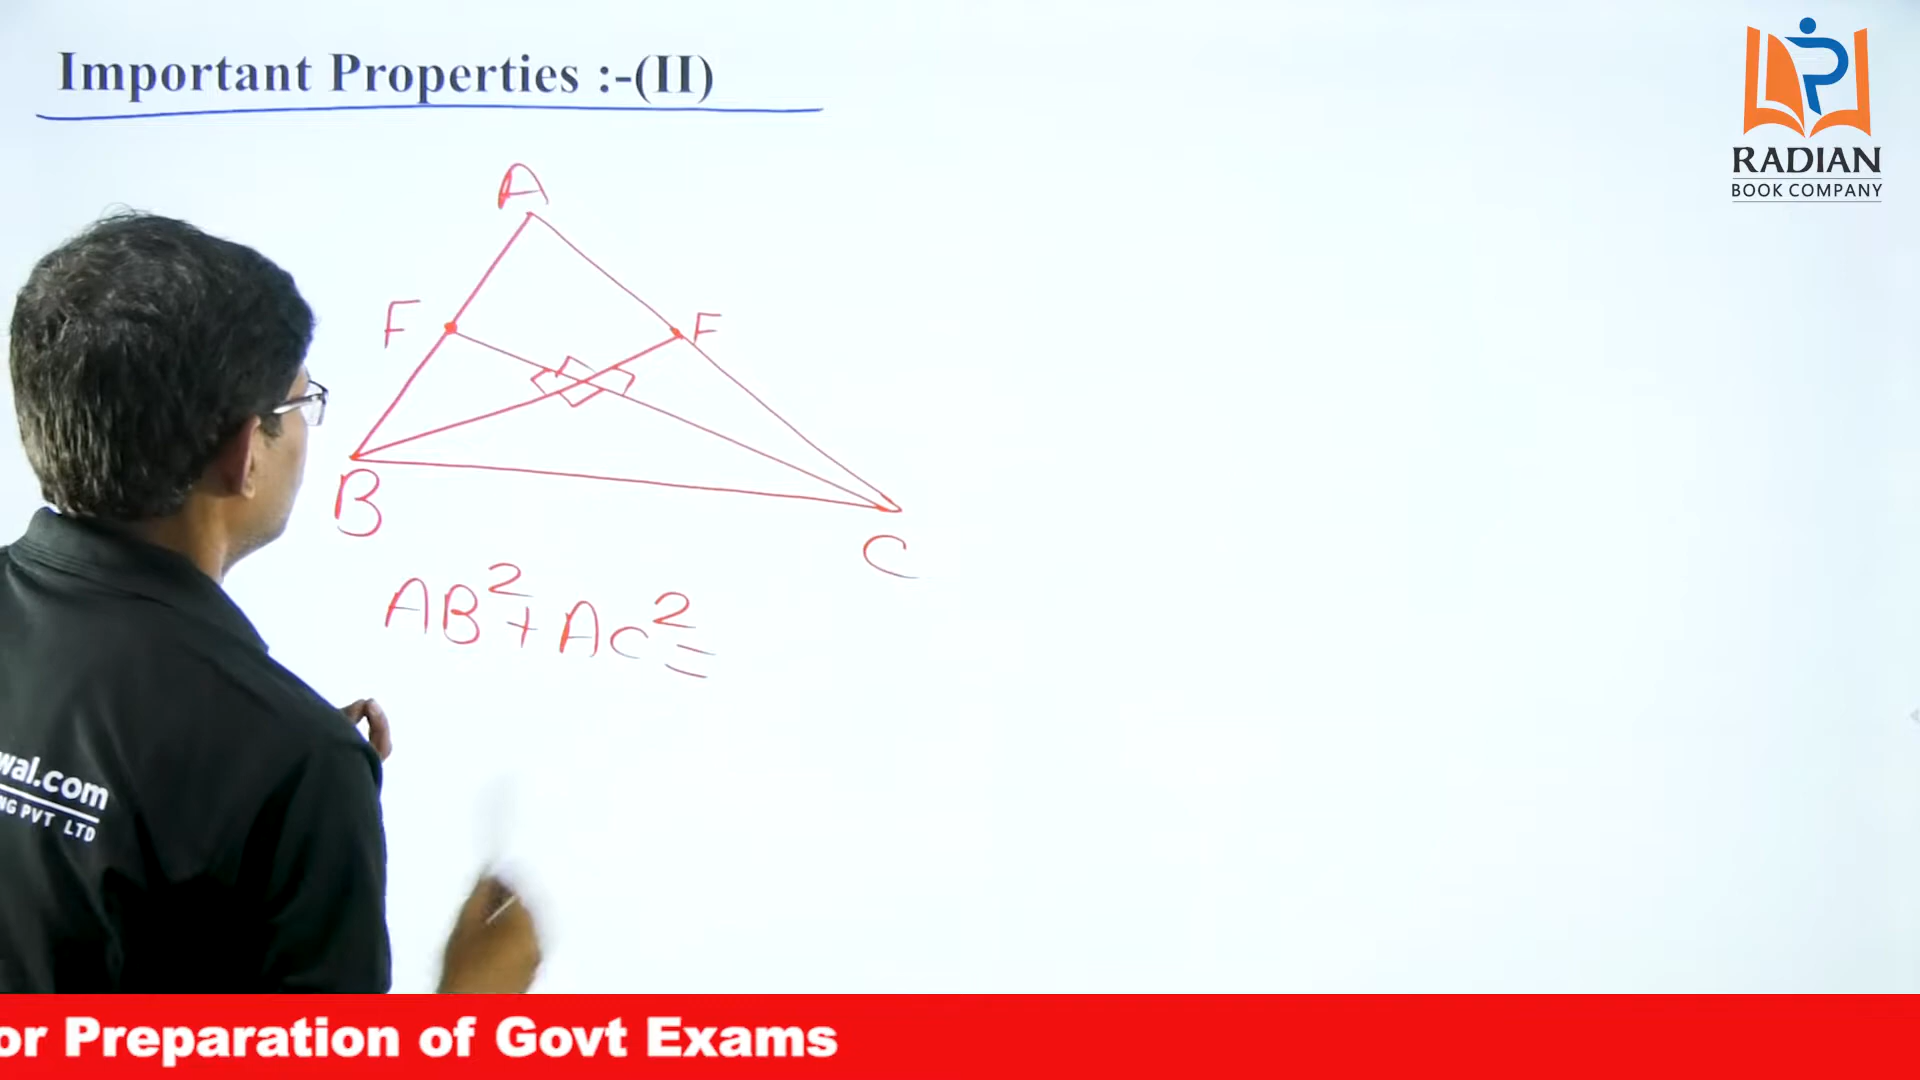 Important Properties :-(II)
RADIAN
BOOK COMPANY
A
F
F
B
C
AB²+AC²=
wal.com
NG PVT LTD
or Preparation of Govt Exams